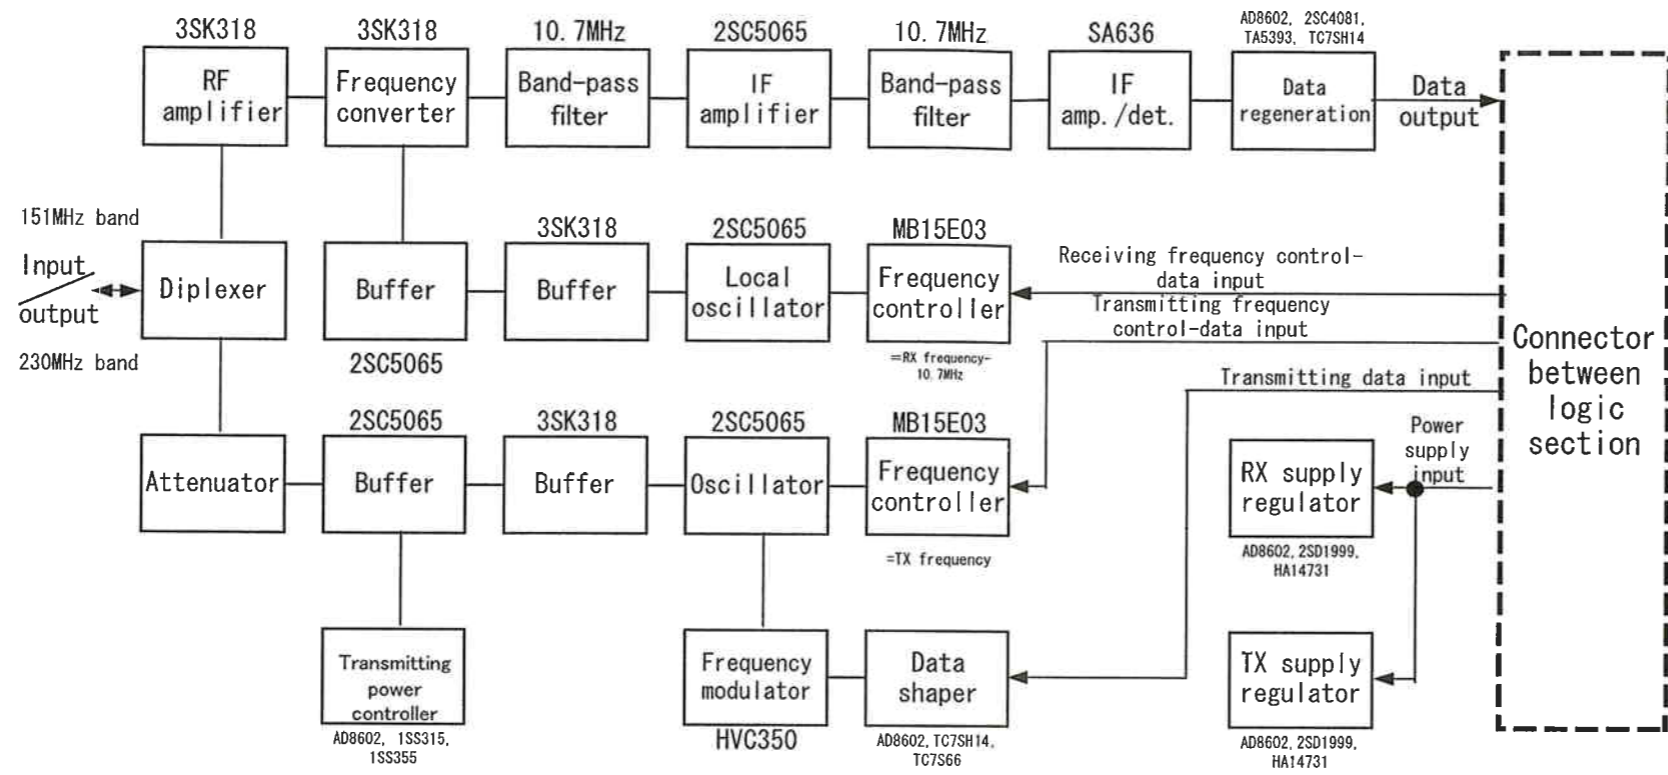 3SK318
RF
amplifier
3SK318
Frequency
converter
10.7MHz
Band-pass
filter
2SC5065
IF
amplifier
10.7MHz
Band-pass
filter
SA636
IF
amp./det.
AD8602, 2SC4081,
TA5393, TC7SH14
Data
regeneration
Data
output
151MHz band
Input
output
230MHz band
Diplexer
Buffer
2SC5065
3SK318
Buffer
2SC5065
Local
oscillator
MB15E03
Frequency
controller
=RX frequency-
10.7MHz
Receiving frequency control-
data input
Transmitting frequency
control-data input
Transmitting data input
Connector
between
logic
section
Attenuator
2SC5065
Buffer
3SK318
Buffer
2SC5065
Oscillator
MB15E03
Frequency
controller
=TX frequency
Power
supply
input
RX supply
regulator
AD8602,2SD1999,
HA14731
Transmitting
power
controller
AD8602, 1SS315,
1SS355
Frequency
modulator
HVC350
Data
shaper
AD8602,TC7SH14,
TC7S66
TX supply
regulator
AD8602,2SD1999,
HA14731